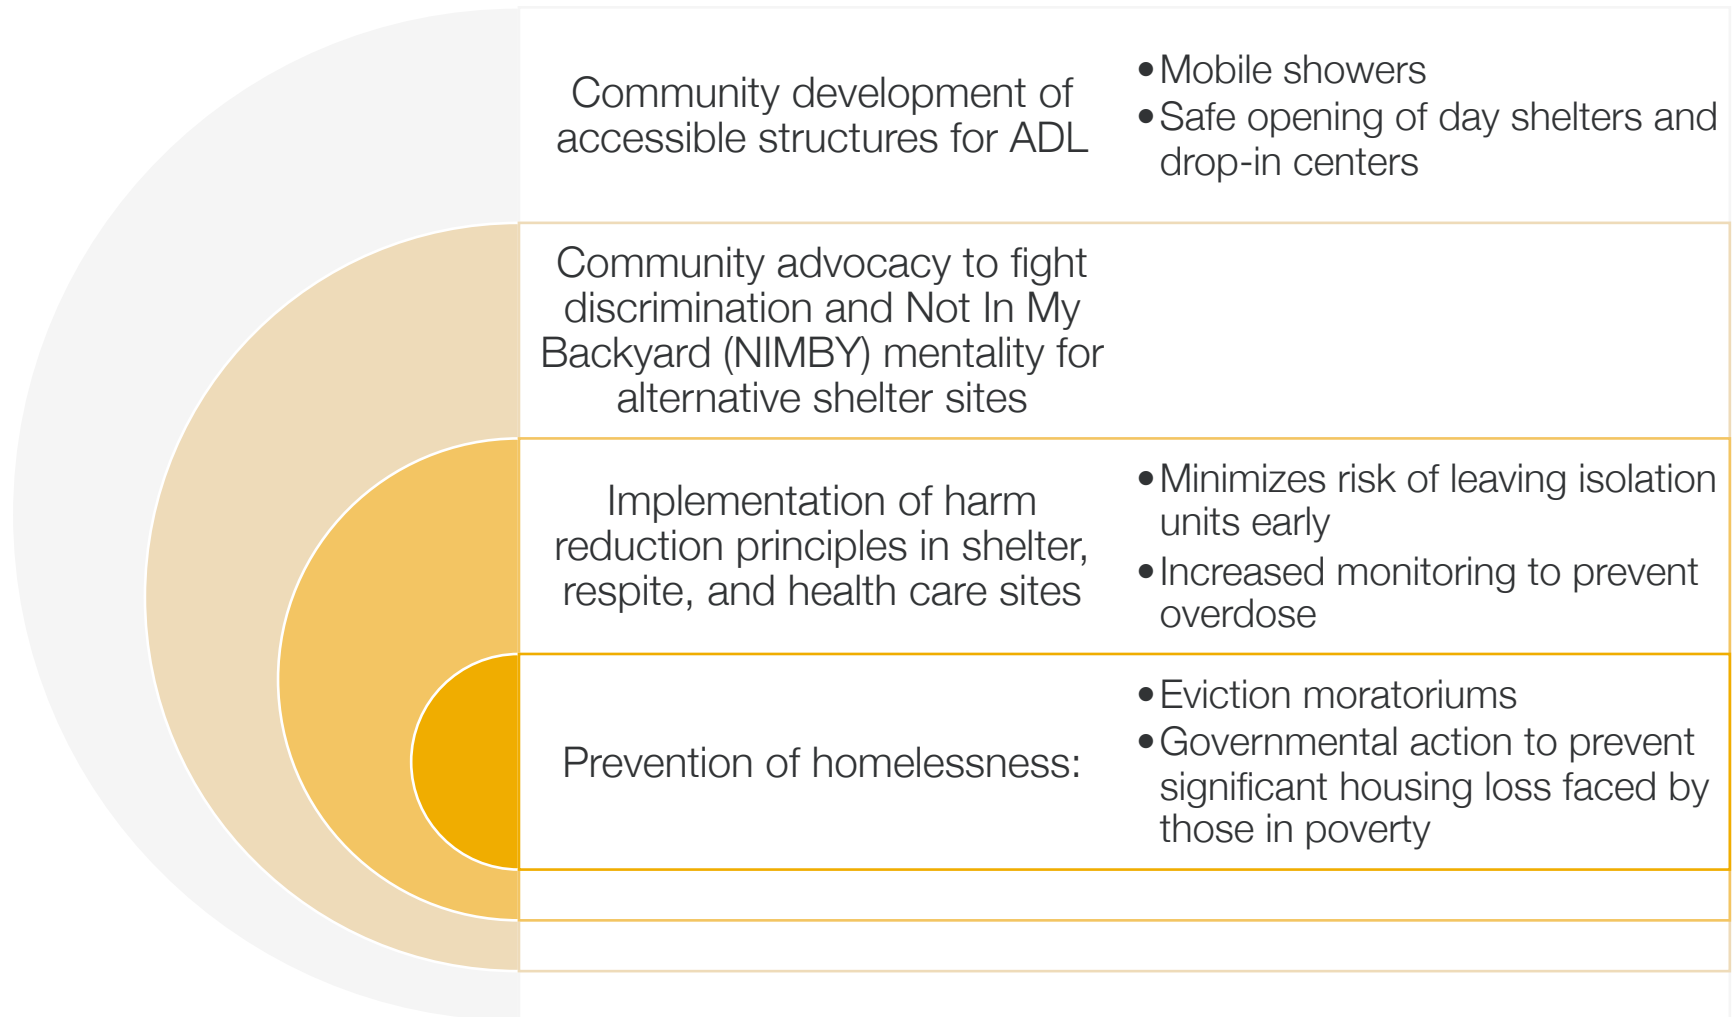 Community development of
accessible structures for ADL
•Mobile showers
•Safe opening of day shelters and
drop-in centers
Community advocacy to fight
discrimination and Not In My
Backyard (NIMBY) mentality for
alternative shelter sites
Implementation of harm
reduction principles in shelter,
respite, and health care sites
•Minimizes risk of leaving isolation
units early
•Increased monitoring to prevent
overdose
Prevention of homelessness:
•Eviction moratoriums
•Governmental action to prevent
significant housing loss faced by
those in poverty